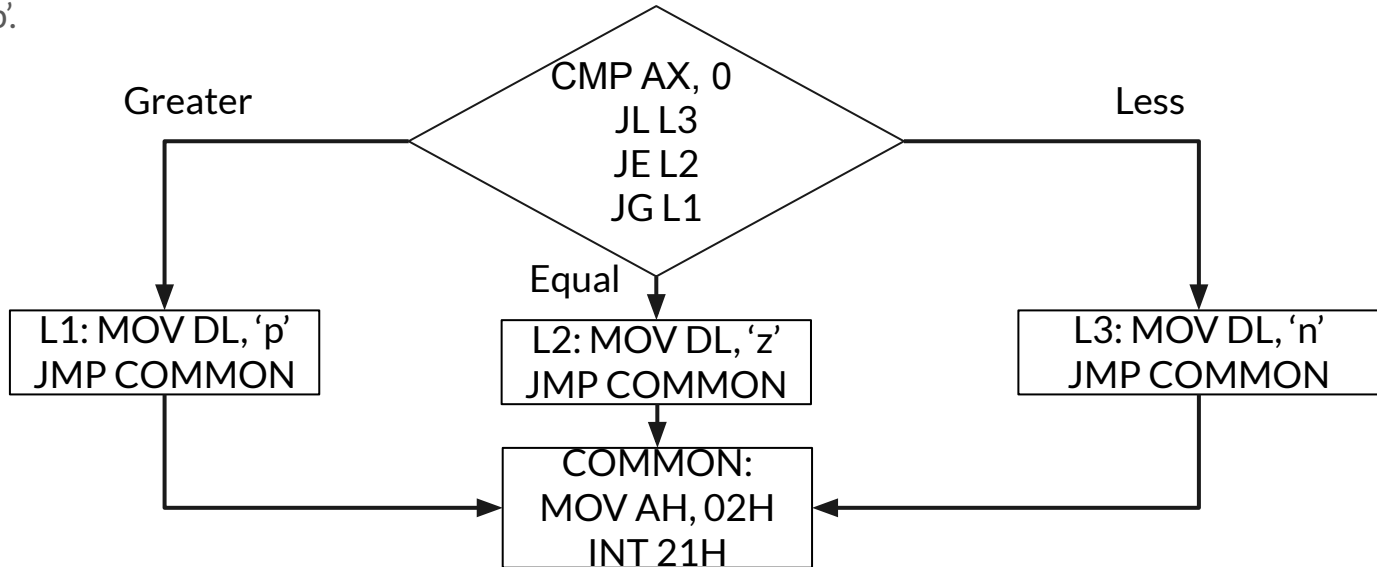 p'.
CMP AX, 0
JL L3
JE L2
JG L1
Greater
Less
Equal
L1: MOV DL, ‘p’
JMP COMMON
L2: MOV DL, ‘z’
JMP COMMON
L3: MOV DL, ‘n’
JMP COMMON
COMMON:
MOV AH, 02H
INT 21H